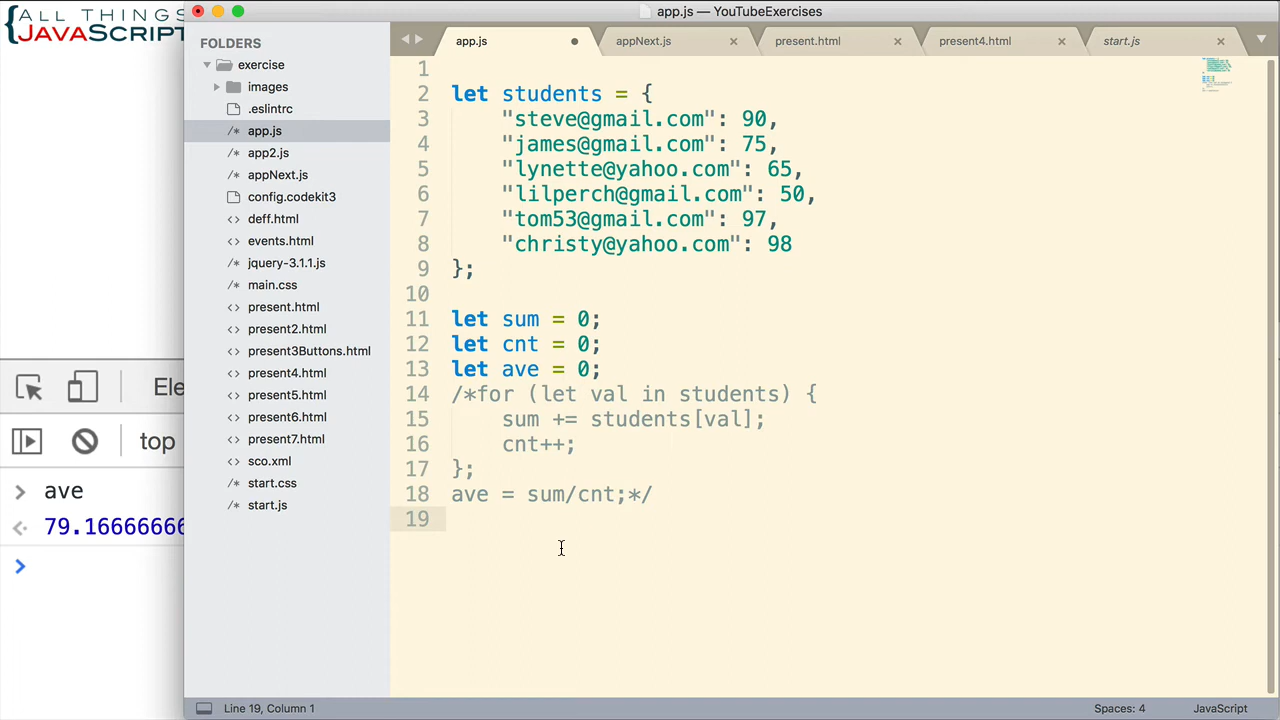 {ALL THINGS
JAVASCRIPT
app.js — YouTubeExercises
FOLDERS
exercise
images
.eslintrc
/* app.js
/* app2.js
/* appNext.js
config.codekit3
<> deff.html
<> events.html
/* jquery-3.1.1.js
/* main.css
<> present.html
<> present2.html
<> present3Buttons.html
<> present4.html
<> present5.html
<> present6.html
<> present7.html
<> sco.xml
/* start.css
/* start.js
app.js
appNext.js
present.html
present4.html
start.js
1
2 let students = {
3 "steve@gmail.com": 90,
4 "james@gmail.com": 75,
5 "lynette@yahoo.com": 65,
6 "lilperch@gmail.com": 50,
7 "tom53@gmail.com": 97,
8 "christy@yahoo.com": 98
9 };
10
11 let sum = 0;
12 let cnt = 0;
13 let ave = 0;
14 /*for (let val in students) {
15 sum += students[val];
16 cnt++;
17 };
18 ave = sum/cnt;*/
19
Ele
top
> ave
79.16666666
>
Line 19, Column 1
Spaces: 4
JavaScript